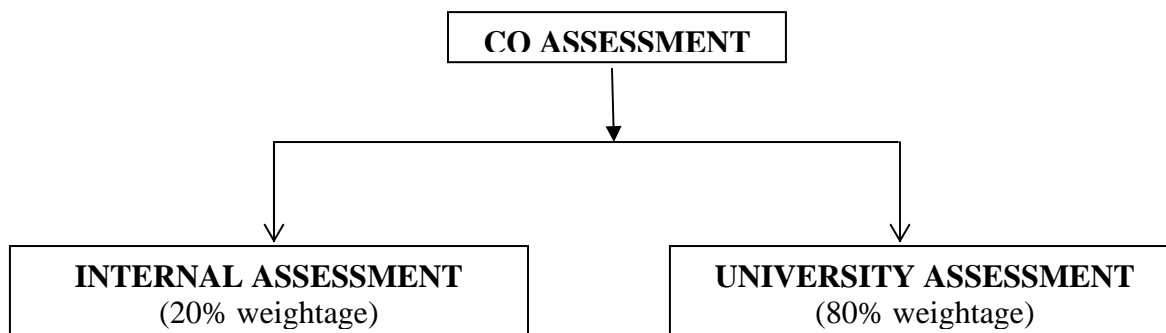 CO ASSESSMENT
INTERNAL ASSESSMENT
(20% weightage)
UNIVERSITY ASSESSMENT
(80% weightage)